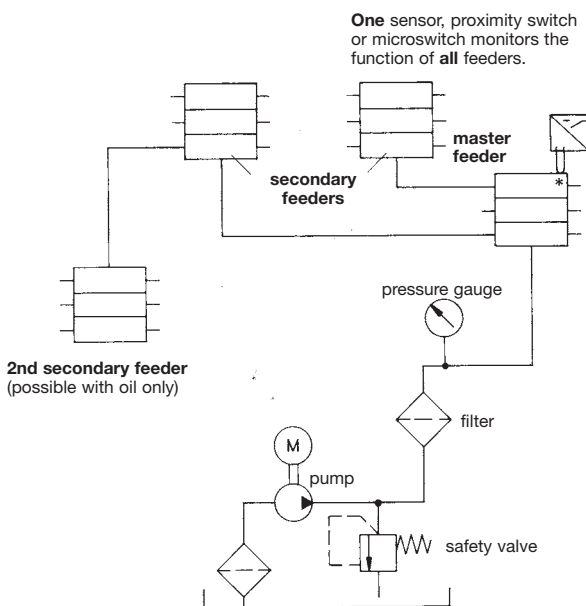 One sensor, proximity switch
or microswitch monitors the
function of all feeders.
master
feeder
secondary
feeders
*
pressure gauge
2nd secondary feeder
(possible with oil only)
filter
M
pump
safety valve